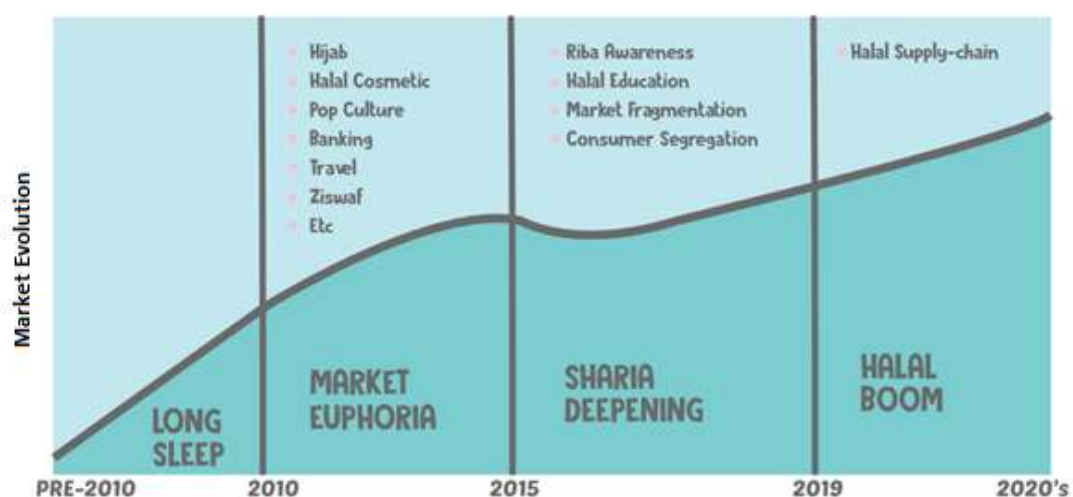 Market Evolution
Hijab
Halal Cosmetic
Pop Culture
Banking
Travel
Ziswaf
Etc
Riba Awareness
Halal Education
Market Fragmentation
Consumer Segregation
Halal Supply-chain
LONG
SLEEP
MARKET
EUPHORIA
SHARIA
DEEPENING
HALAL
BOOM
PRE-2010
2010
2015
2019
2020's